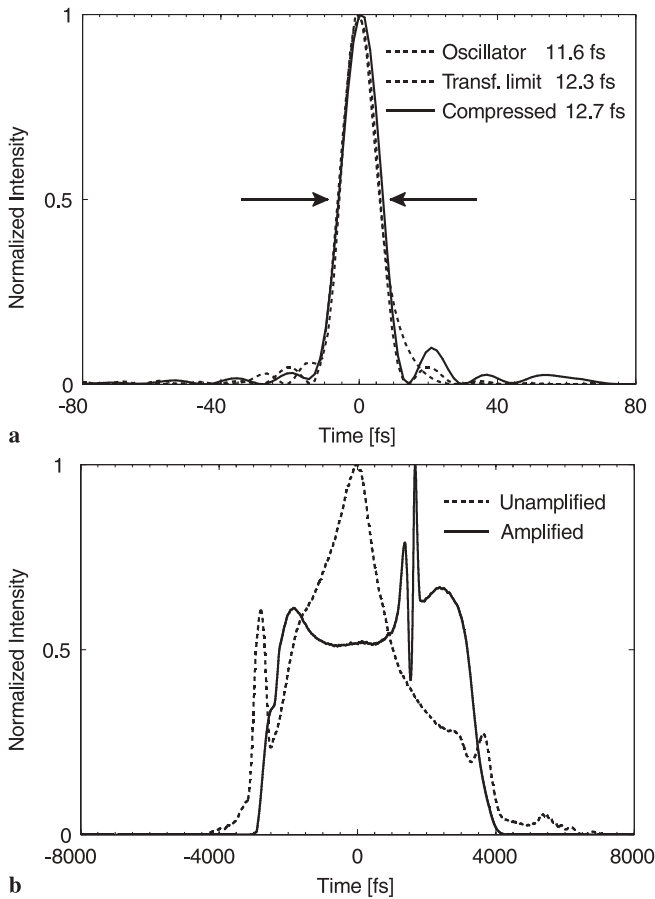 1
Oscillator 11.6 fs
Transf. limit 12.3 fs
Compressed 12.7 fs
Normalized Intensity
0.5
0
-80 -40 0 40 80
a Time [fs]
1
Unamplified
Amplified
Normalized Intensity
0.5
0
-8000 -4000 0 4000 8000
b Time [fs]